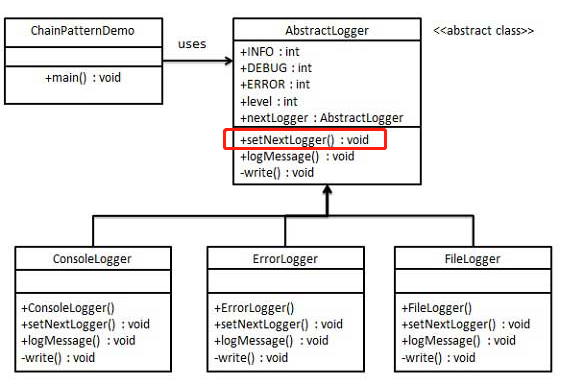 ChainPatternDemo
+main() : void
uses
AbstractLogger
<<abstract class>>
+INFO : int
+DEBUG : int
+ERROR : int
+level : int
+nextLogger : AbstractLogger
+setNextLogger() : void
+logMessage() : void
-write() : void
ConsoleLogger
+ConsoleLogger()
+setNextLogger() : void
+logMessage() : void
-write() : void
ErrorLogger
+ErrorLogger()
+setNextLogger() : void
+logMessage() : void
-write() : void
FileLogger
+FileLogger()
+setNextLogger() : void
+logMessage() : void
-write() : void